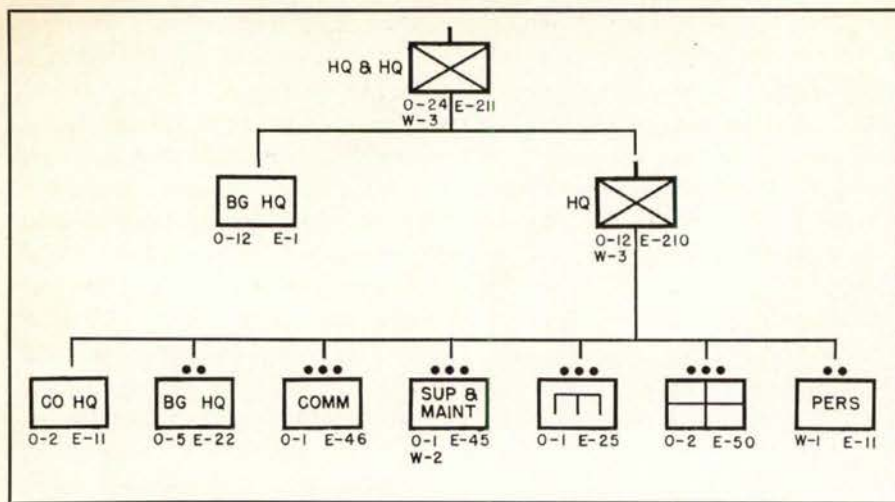 HQ & HQ
O-24 E-211
W-3
BG HQ
O-12 E-1
HQ
O-12 E-210
W-3
CO HQ
O-2 E-11
BG HQ
O-5 E-22
COMM
O-1 E-46
SUP &
MAINT
O-1 E-45
W-2
O-1 E-25
O-2 E-50
PERS
W-1 E-11